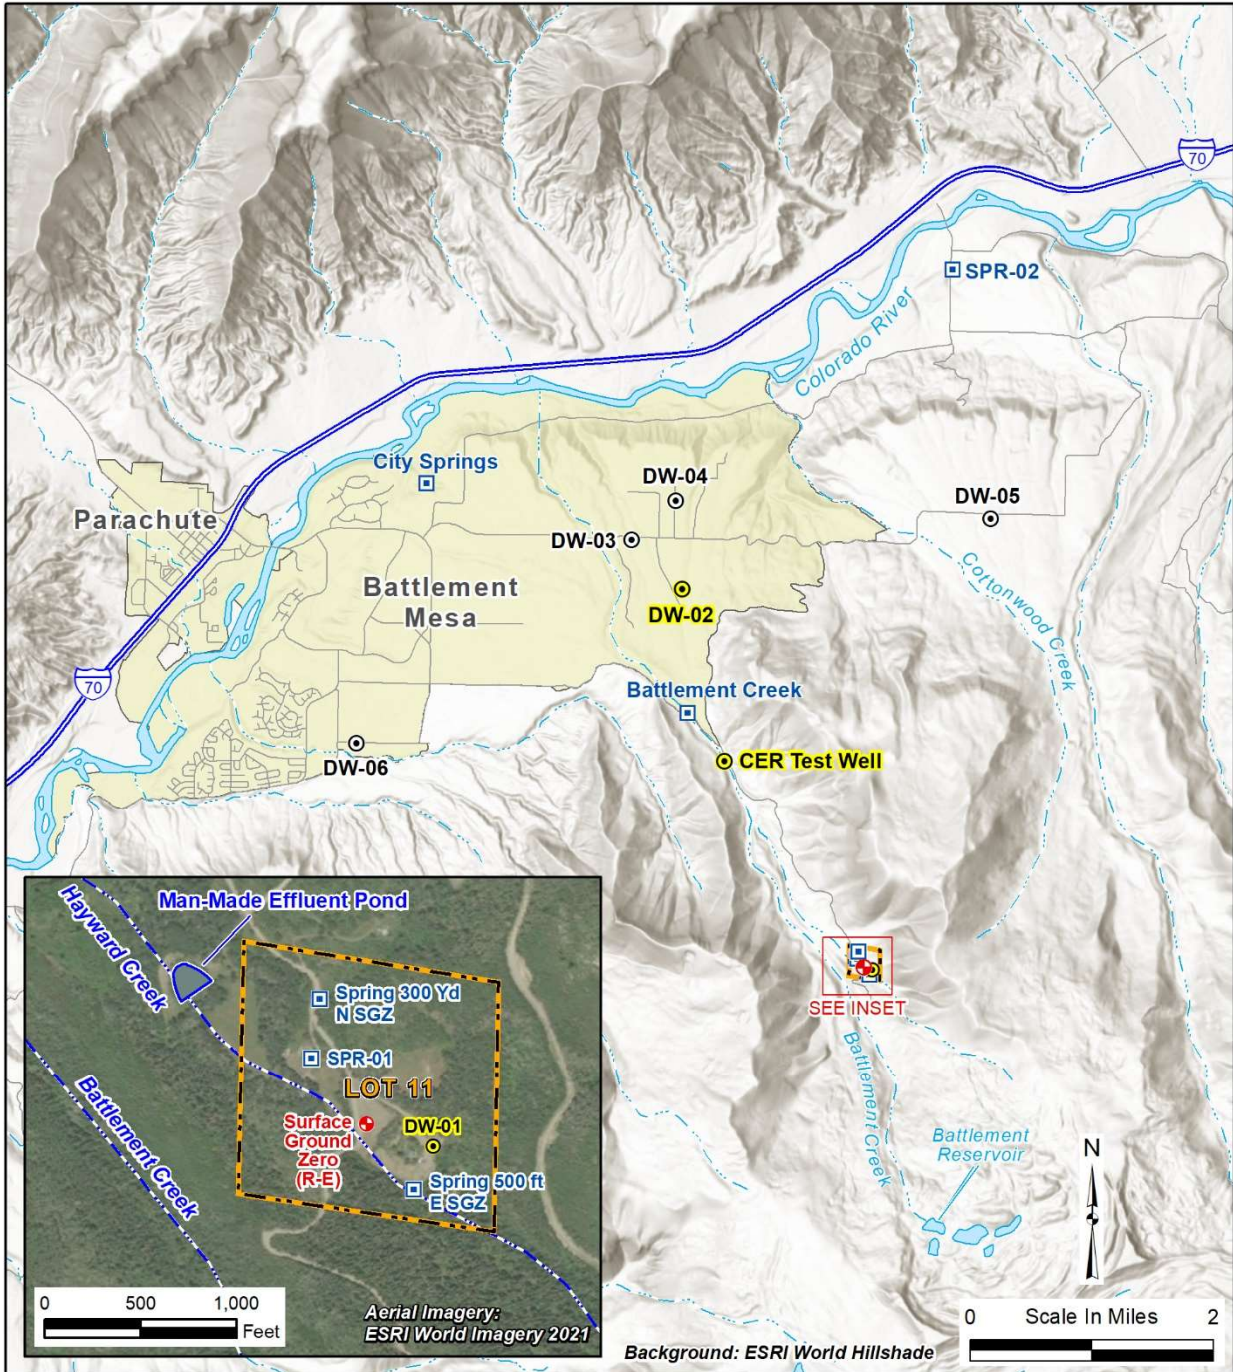 70
SPR-02
Colorado River
City Springs
DW-04
DW-05
Parachute
DW-03
Battlement
Mesa
DW-02
Cottonwood Creek
70
Battlement Creek
CER Test Well
DW-06
Man-Made Effluent Pond
Hayward Creek
Spring 300 Yd
N SGZ
SPR-01
LOT 11
Surface
Ground
Zero
(R-E)
DW-01
Battlement Creek
Spring 500 ft
E SGZ
0 500 1,000
Feet
Aerial Imagery:
ESRI World Imagery 2021
SEE INSET
Battlement Creek
Battlement
Reservoir
N
0 Scale In Miles 2
Background: ESRI World Hillshade